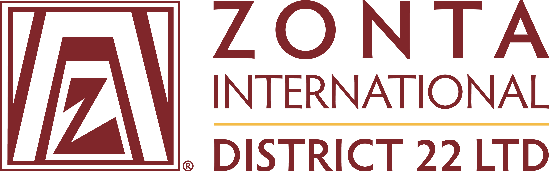 ZONTA
INTERNATIONAL
DISTRICT 22 LTD
®